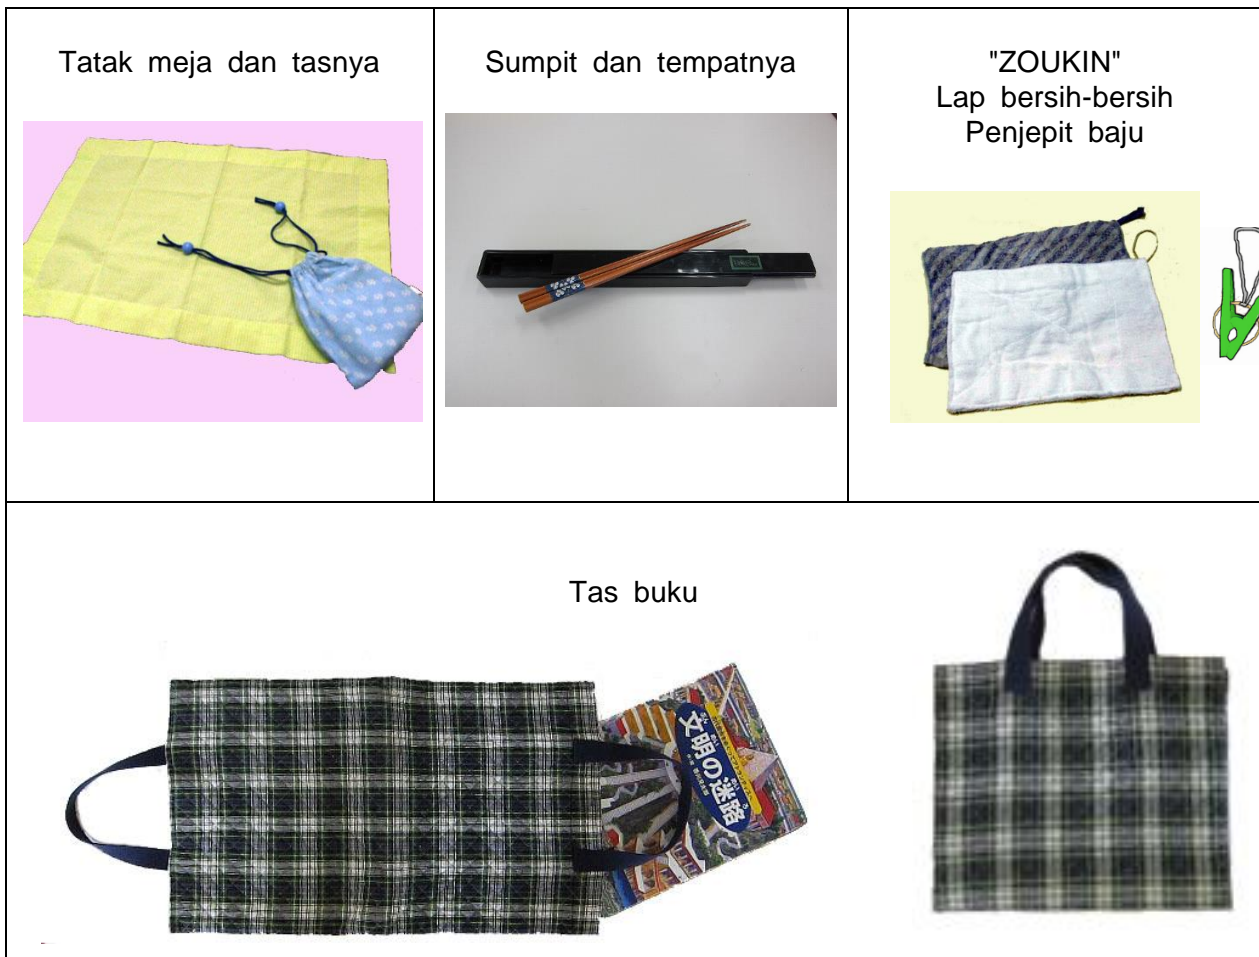 Tatak meja dan tasnya
Sumpit dan tempatnya
"ZOUKIN"
Lap bersih-bersih
Penjepit baju
Tas buku
文明の迷路